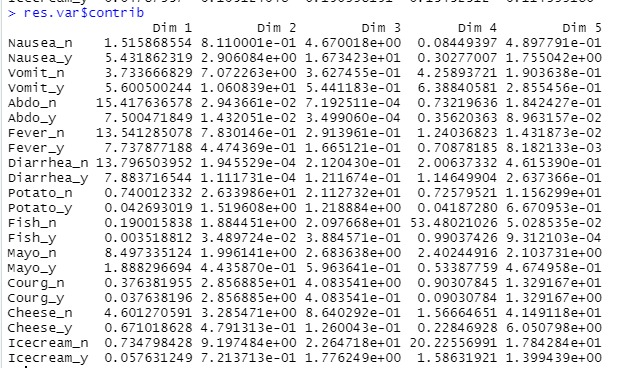 > res.var$contrib
Dim 1 Dim 2 Dim 3 Dim 4 Dim 5
Nausea_n 1.515868554 8.110001e-01 4.670018e+00 0.08449397 4.897791e-01
Nausea_y 5.431862319 2.906084e+00 1.673423e+01 0.30277007 1.755042e+00
Vomit_n 3.733666829 7.072263e+00 3.627455e-01 4.25893721 1.903638e-01
Vomit_y 5.600500244 1.060839e+01 5.441183e-01 6.38840581 2.855456e-01
Abdo_n 15.417636578 2.943661e-02 7.192511e-04 0.73219636 1.842427e-01
Abdo_y 7.500471849 1.432051e-02 3.499060e-04 0.35620363 8.963157e-02
Fever_n 13.541285078 7.830146e-01 2.913961e-01 1.24036823 1.431873e-02
Fever_y 7.737877188 4.474369e-01 1.665121e-01 0.70878185 8.182133e-03
Diarrhea_n 13.796503952 1.945529e-04 2.120430e-01 2.00637332 4.615390e-01
Diarrhea_y 7.883716544 1.111731e-04 1.211674e-01 1.14649904 2.637366e-01
Potato_n 0.740012332 2.633986e+01 2.112732e+01 0.72579521 1.156299e+01
Potato_y 0.042693019 1.519608e+00 1.218884e+00 0.04187280 6.670953e-01
Fish_n 0.190015838 1.884451e+00 2.097668e+01 53.48021026 5.028535e-02
Fish_y 0.003518812 3.489724e-02 3.884571e-01 0.99037426 9.312103e-04
Mayo_n 8.497335124 1.996141e+00 2.683638e+00 2.40244916 2.103731e+00
Mayo_y 1.888296694 4.435870e-01 5.963641e-01 0.53387759 4.674958e-01
Courg_n 0.376381955 2.856885e+01 4.083541e+00 0.90307845 1.329167e+01
Courg_y 0.037638196 2.856885e+00 4.083541e-01 0.09030784 1.329167e+00
Cheese_n 4.601270591 3.285471e+00 8.640292e-01 1.56664651 4.149118e+01
Cheese_y 0.671018628 4.791313e-01 1.260043e-01 0.22846928 6.050798e+00
Icecream_n 0.734798428 9.197484e+00 2.264718e+01 20.22556991 1.784284e+01
Icecream_y 0.057631249 7.213713e-01 1.776249e+00 1.58631921 1.399439e+00